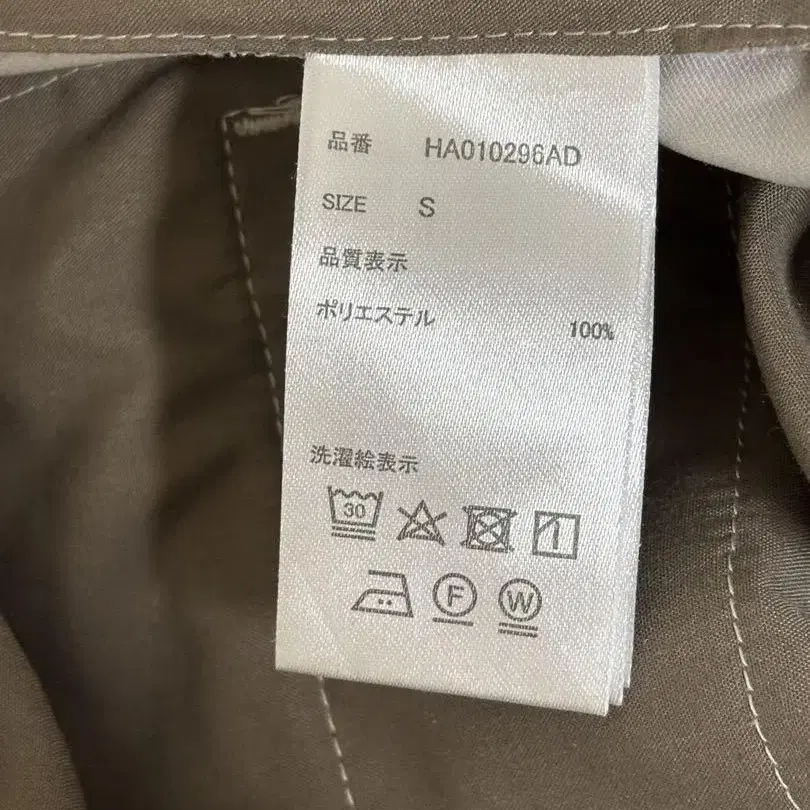 品番 HA010296AD
SIZE S
品質表示
ポリエステル 100%
洗濯絵表示
30
F W